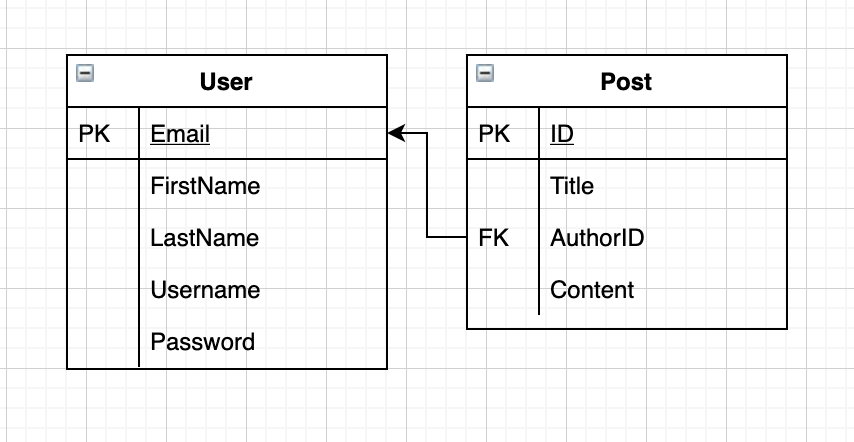 User
PK Email
FirstName
LastName
Username
Password
Post
PK ID
Title
FK AuthorID
Content